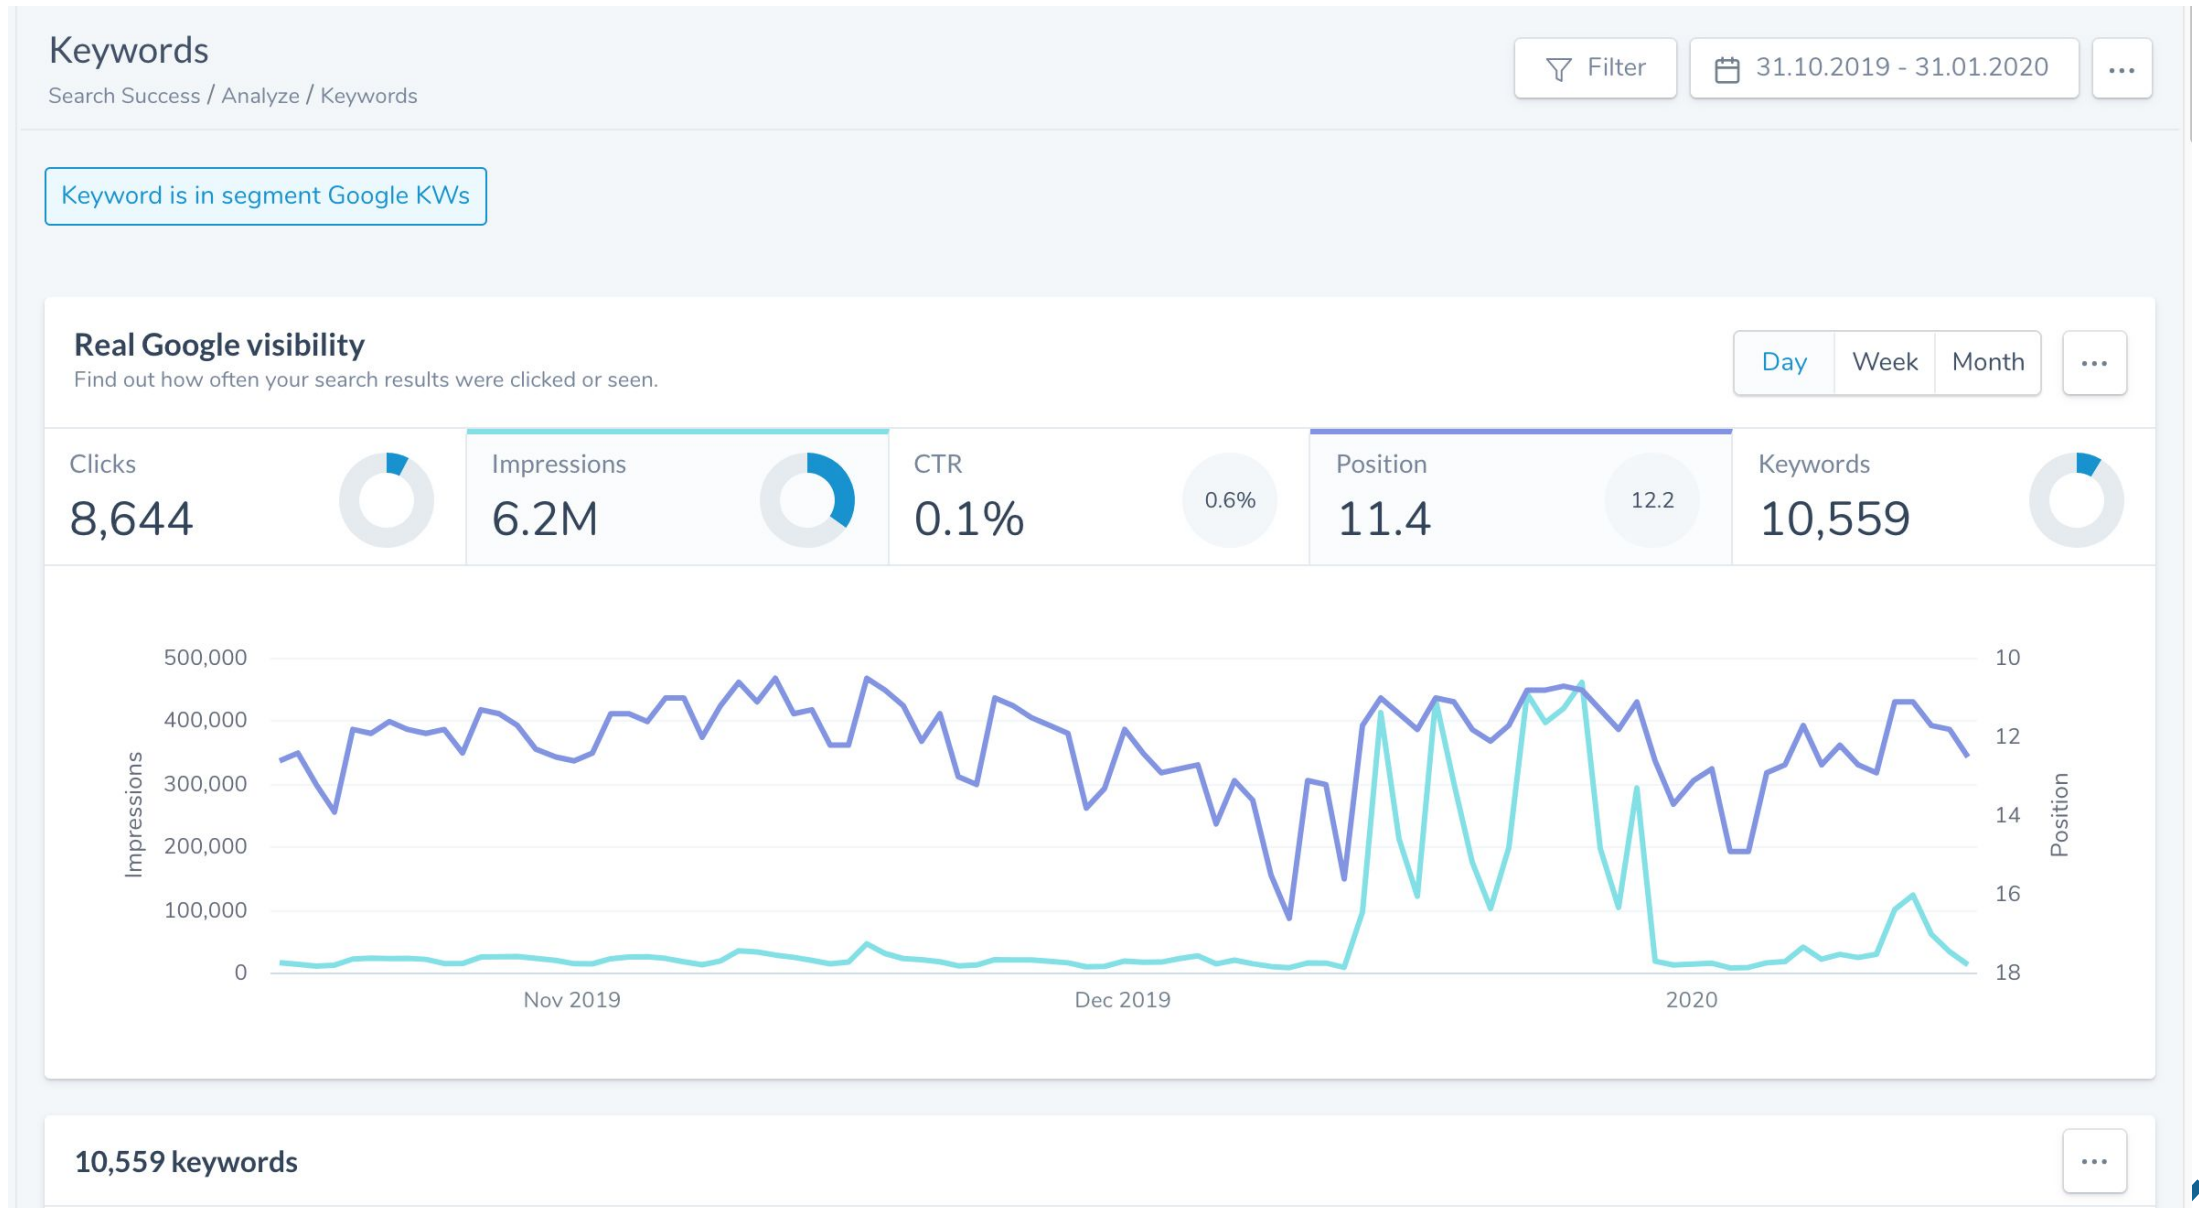 Keywords
Search Success / Analyze / Keywords
Filter
31.10.2019 - 31.01.2020
...
Keyword is in segment Google KWs
Real Google visibility
Find out how often your search results were clicked or seen.
Day
Week
Month
...
Clicks
8,644
Impressions
6.2M
CTR
0.1%
0.6%
Position
11.4
12.2
Keywords
10,559
500,000
400,000
300,000
200,000
100,000
0
Impressions
10
12
14
16
18
Position
Nov 2019
Dec 2019
2020
10,559 keywords
...